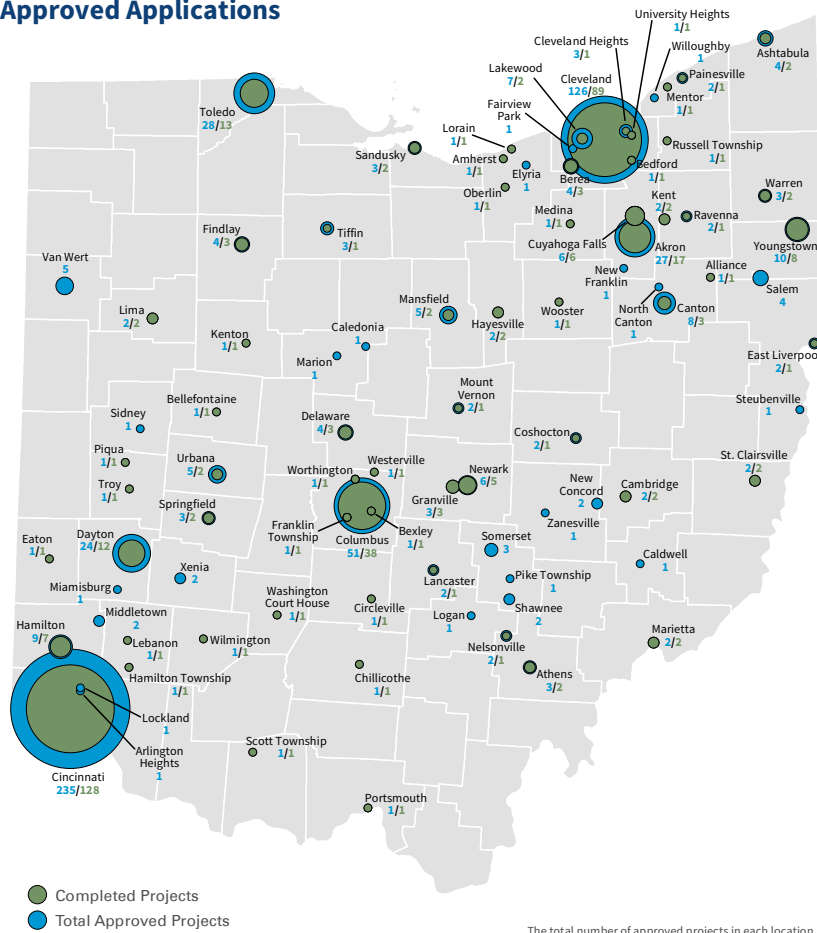 Approved Applications
University Heights
1/1
Cleveland Heights
3/1
Willoughby
1
Ashtabula
4/2
Lakewood
7/2
Cleveland
126/89
Painesville
2/1
Mentor
1/1
Fairview
Park
1
Toledo
28/13
Lorain
1/1
Russell Township
1/1
Sandusky
3/2
Amherst
1/1
Elyria
1
Berea
4/3
Bedford
1/1
Oberlin
1/1
Kent
2/2
Warren
3/2
Medina
1/1
Ravenna
2/1
Findlay
4/3
Tiffin
3/1
Cuyahoga Falls
6/6
Akron
27/17
Youngstown
10/8
Van Wert
5
New
Franklin
1
Alliance
1/1
Salem
4
Lima
2/2
Mansfield
5/2
Hayesville
2/2
Wooster
1/1
North
Canton
1
Canton
8/3
Kenton
1/1
Caledonia
1
Marion
1
East Liverpoo
2/1
Mount
Vernon
2/1
Bellefontaine
1/1
Steubenville
1
Sidney
1
Delaware
4/3
Coshocton
2/1
Piqua
1/1
Urbana
5/2
Westerville
1/1
Worthington
1/1
Newark
6/5
St. Clairsville
2/2
Troy
1/1
Granville
3/3
New
Concord
2
Cambridge
2/2
Springfield
3/2
Zanesville
1
Franklin
Township
1/1
Columbus
51/38
Bexley
1/1
Eaton
1/1
Dayton
24/12
Somerset
3
Caldwell
1
Xenia
2
Lancaster
2/1
Pike Township
1
Miamisburg
1
Washington
Court House
1/1
Circleville
1/1
Logan
1
Shawnee
2
Middletown
2
Hamilton
9/7
Lebanon
1/1
Wilmington
1/1
Nelsonville
2/1
Marietta
2/2
Hamilton Township
1/1
Chillicothe
1/1
Athens
3/2
Lockland
1
Arlington
Heights
1
Scott Township
1/1
Cincinnati
235/128
Portsmouth
1/1
Completed Projects
Total Approved Projects
The total number of approved projects in each location